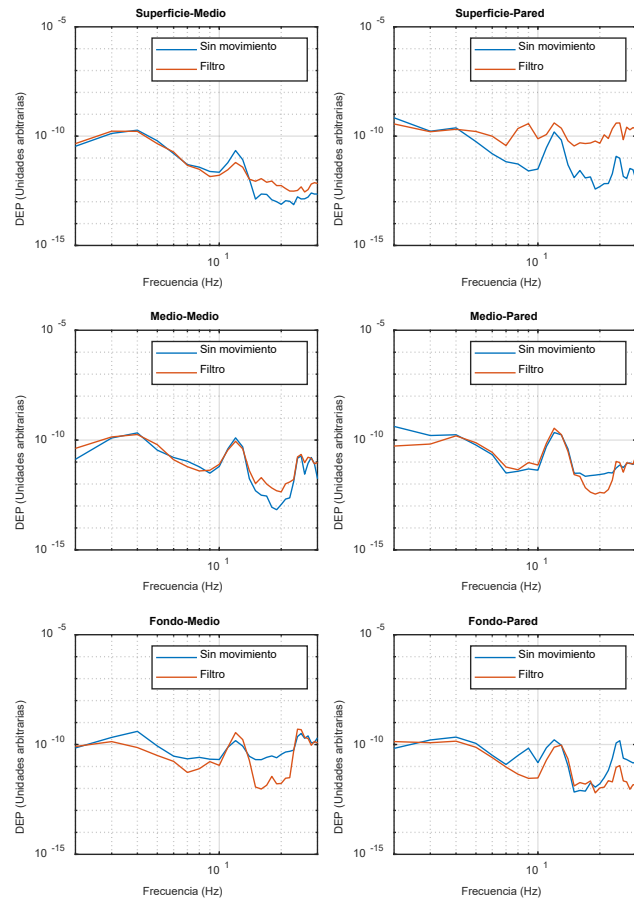 Superficie-Medio
10 -5
Sin movimiento
Filtro
10 -10
10 -15
10 1
DEP (Unidades arbitrarias)
Frecuencia (Hz)
Superficie-Pared
10 -5
Sin movimiento
Filtro
10 -10
10 -15
10 1
DEP (Unidades arbitrarias)
Frecuencia (Hz)
Medio-Medio
10 -5
Sin movimiento
Filtro
10 -10
10 -15
10 1
DEP (Unidades arbitrarias)
Frecuencia (Hz)
Medio-Pared
10 -5
Sin movimiento
Filtro
10 -10
10 -15
10 1
DEP (Unidades arbitrarias)
Frecuencia (Hz)
Fondo-Medio
10 -5
Sin movimiento
Filtro
10 -10
10 -15
10 1
DEP (Unidades arbitrarias)
Frecuencia (Hz)
Fondo-Pared
10 -5
Sin movimiento
Filtro
10 -10
10 -15
10 1
DEP (Unidades arbitrarias)
Frecuencia (Hz)